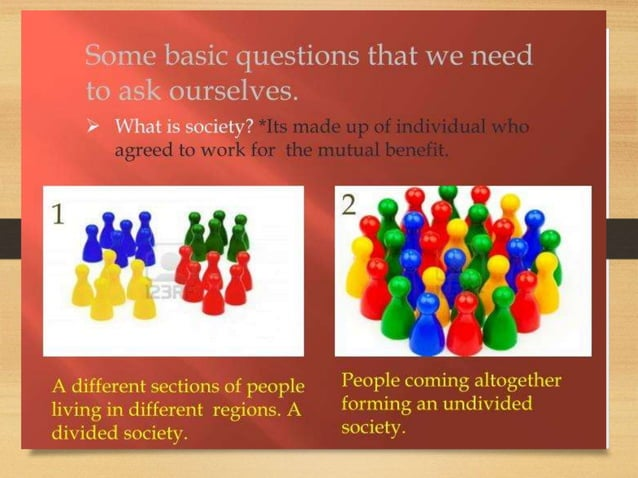 Some basic questions that we need
to ask ourselves.
➢ What is society? *Its made up of individual who
agreed to work for the mutual benefit.
1
2
123RF
A different sections of people
living in different regions. A
divided society.
People coming altogether
forming an undivided
society.